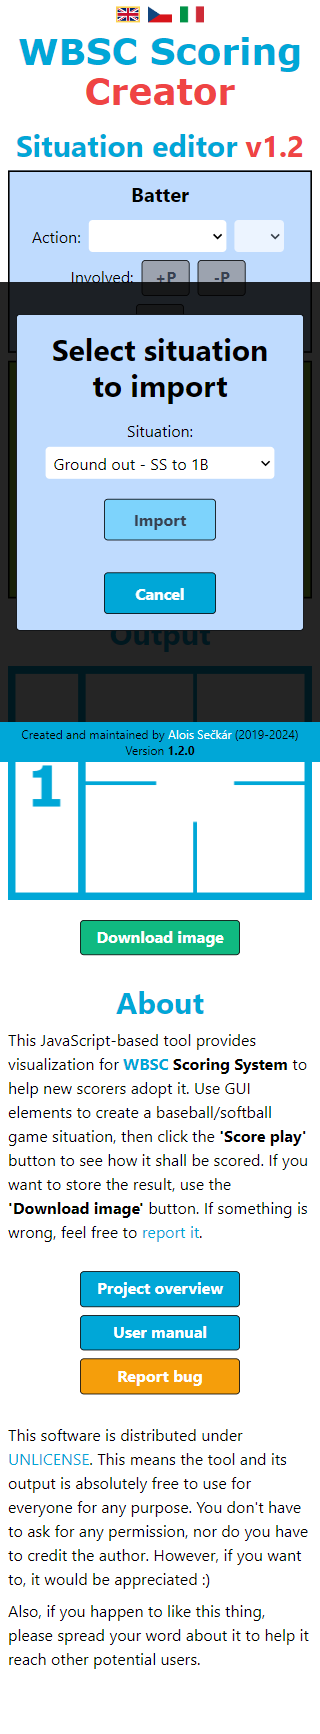 WBSC Scoring
Creator
Situation editor v1.2
Batter
Action:
Involved: +P -P
Select situation
to import
Situation:
Ground out - SS to 1B
Import
Cancel
Output
Created and maintained by Alois Sečkár (2019-2024)
Version 1.2.0
1
Download image
About
This JavaScript-based tool provides
visualization for WBSC Scoring System to
help new scorers adopt it. Use GUI
elements to create a baseball/softball
game situation, then click the 'Score play'
button to see how it shall be scored. If you
want to store the result, use the
'Download image' button. If something is
wrong, feel free to report it.
Project overview
User manual
Report bug
This software is distributed under
UNLICENSE. This means the tool and its
output is absolutely free to use for
everyone for any purpose. You don't have
to ask for any permission, nor do you have
to credit the author. However, if you want
to, it would be appreciated :)
Also, if you happen to like this thing,
please spread your word about it to help it
reach other potential users.